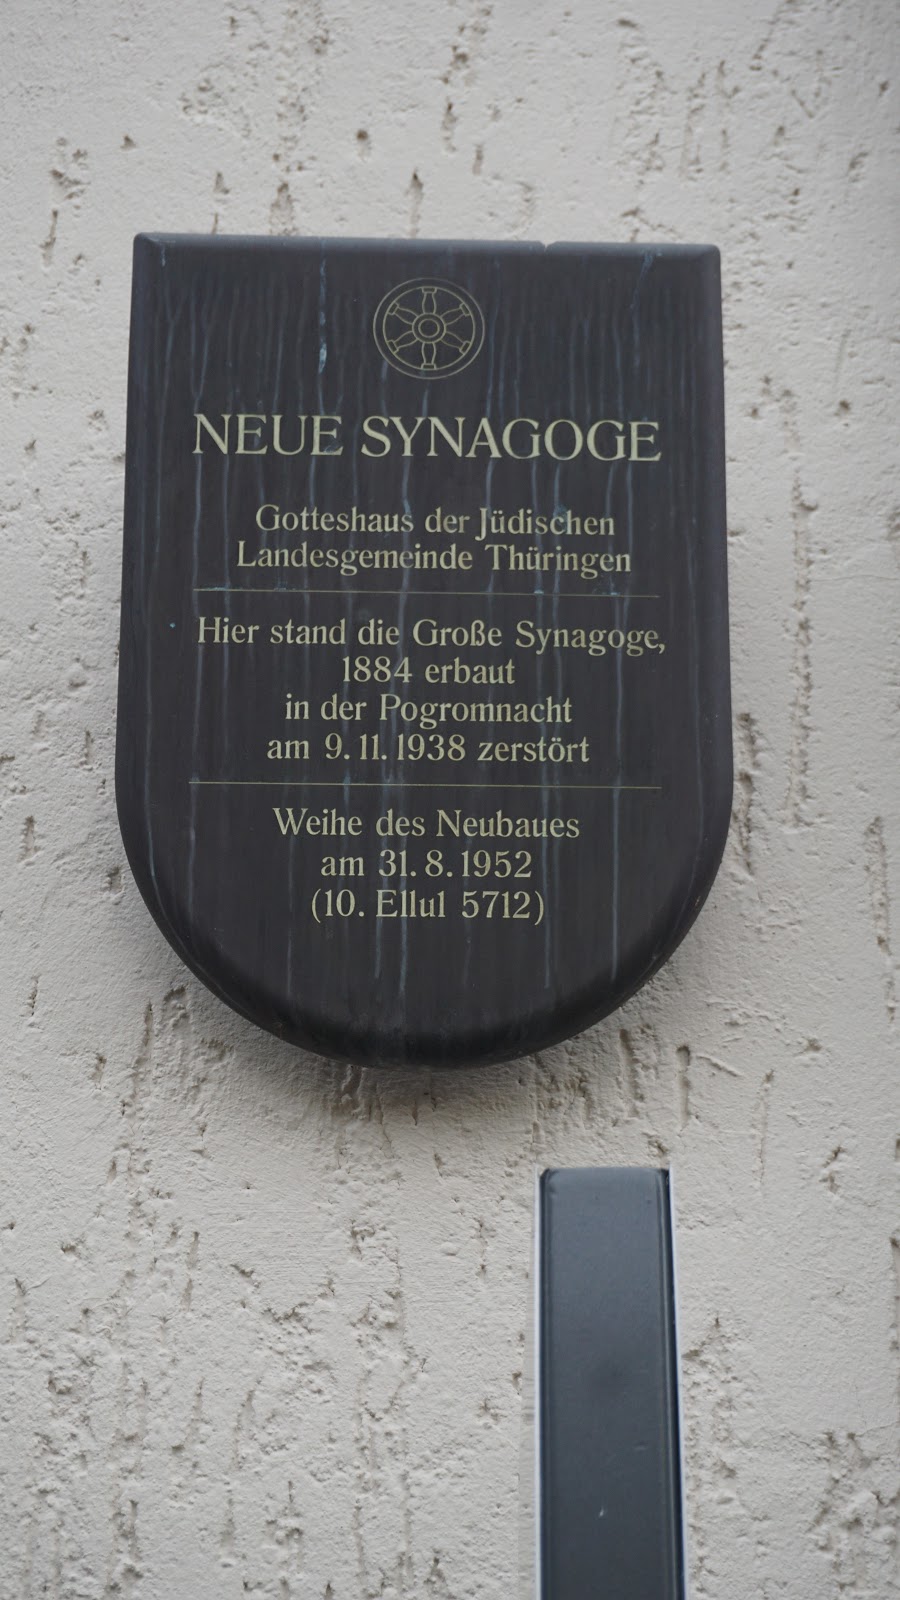 NEUE SYNAGOGE
Gotteshaus der Jüdischen
Landesgemeinde Thüringen
Hier stand die Große Synagoge,
1884 erbaut
in der Pogromnacht
am 9.11.1938 zerstört
Weihe des Neubaues
am 31.8.1952
(10. Ellul 5712)